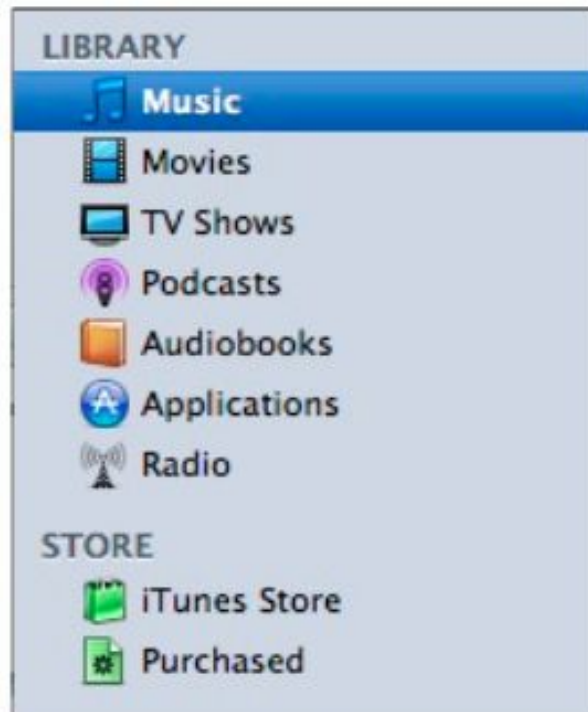 LIBRARY
Music
Movies
TV Shows
Podcasts
Audiobooks
Applications
Radio
STORE
iTunes Store
Purchased